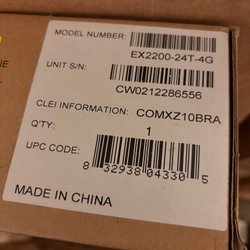 MODEL NUMBER:
EX2200-24T-4G
UNIT S/N:
CW0212286556
CLEI INFORMATION: COMXZ10BRA
Q'TY: 1
UPC CODE:
8 32938 04330 5
MADE IN CHINA